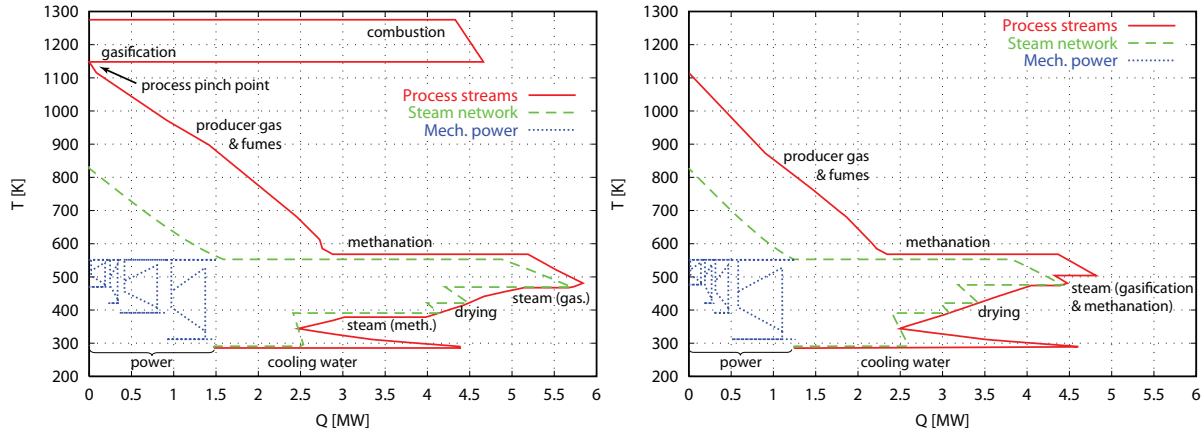 1300
1200
1100
1000
900
800
700
600
500
400
300
200
T [K]
0 0.5 1 1.5 2 2.5 3 3.5 4 4.5 5 5.5 6
Q [MW]
combustion
gasification
process pinch point
Process streams
Steam network
Mech. power
producer gas
& fumes
methanation
steam (gas.)
drying
steam (meth.)
power
cooling water
1300
1200
1100
1000
900
800
700
600
500
400
300
200
T [K]
0 0.5 1 1.5 2 2.5 3 3.5 4 4.5 5 5.5 6
Q [MW]
Process streams
Steam network
Mech. power
producer gas
& fumes
methanation
steam (gasification
& methanation)
drying
power
cooling water